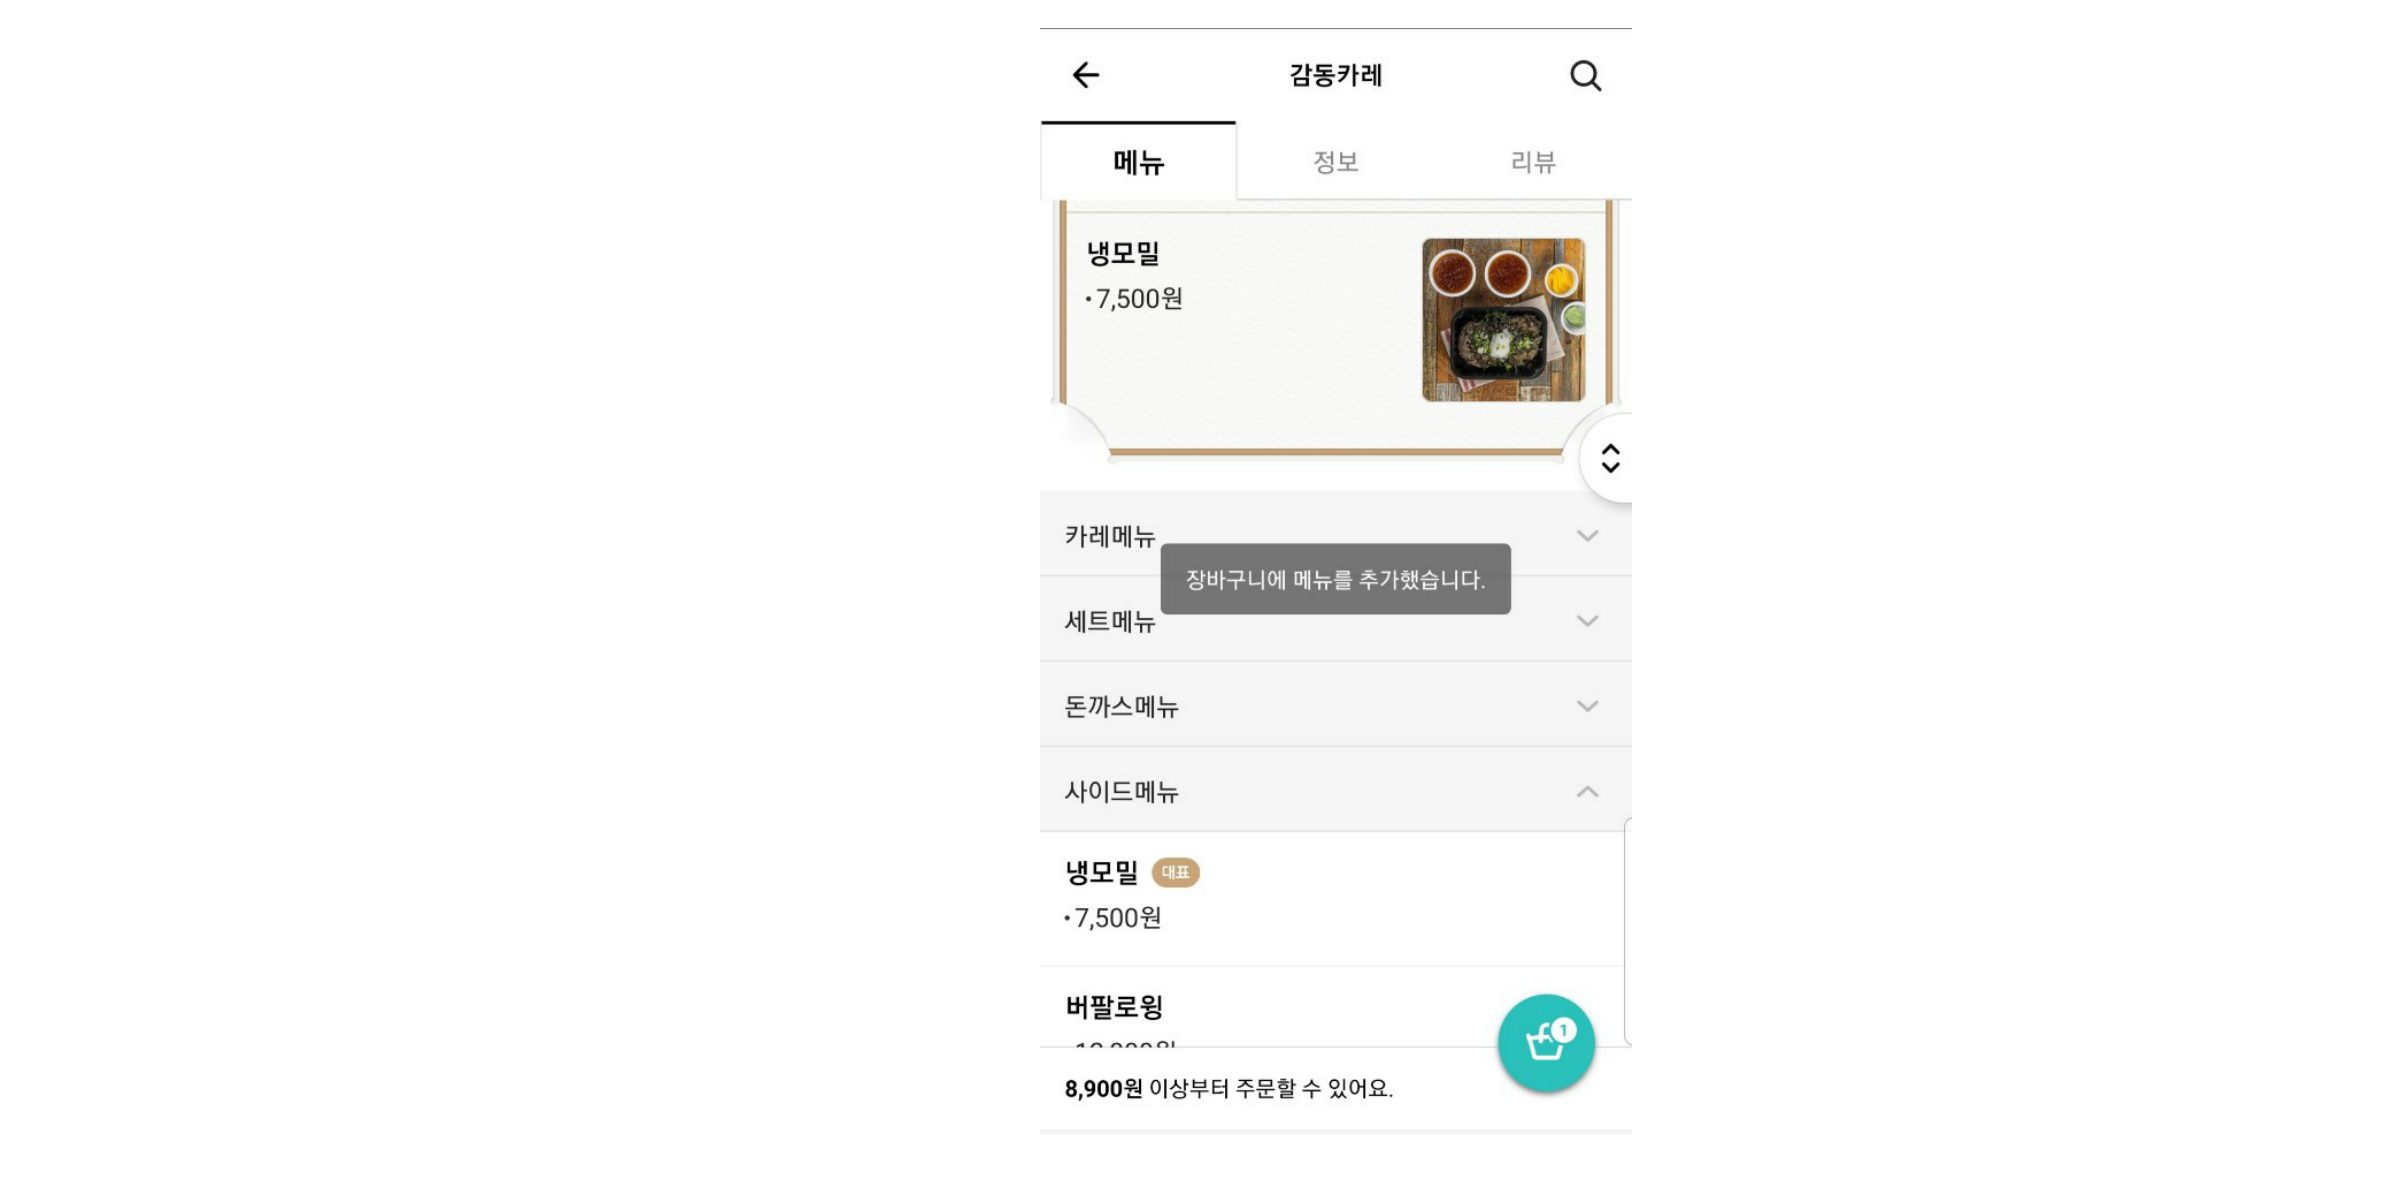 감동카레
메뉴
정보
리뷰
냉모밀
•7,500원
카레메뉴
장바구니에 메뉴를 추가했습니다.
세트메뉴
돈까스메뉴
사이드메뉴
냉모밀 대표
•7,500원
버팔로윙
1
8,900원 이상부터 주문할 수 있어요.